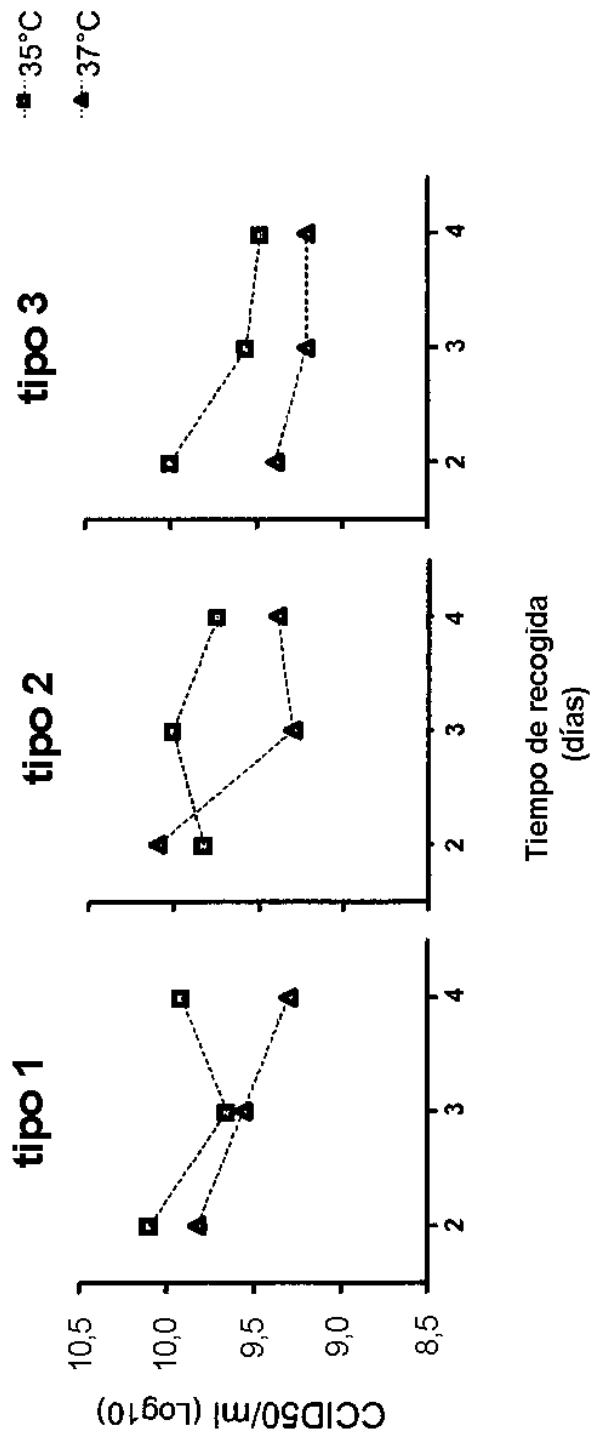 35°C
37°C
tipo 1
tipo 2
tipo 3
CCID50/ml (Log10)
10,5
10,0
9,5
9,0
8,5
2 3 4
2 3 4
2 3 4
Tiempo de recogida
(días)